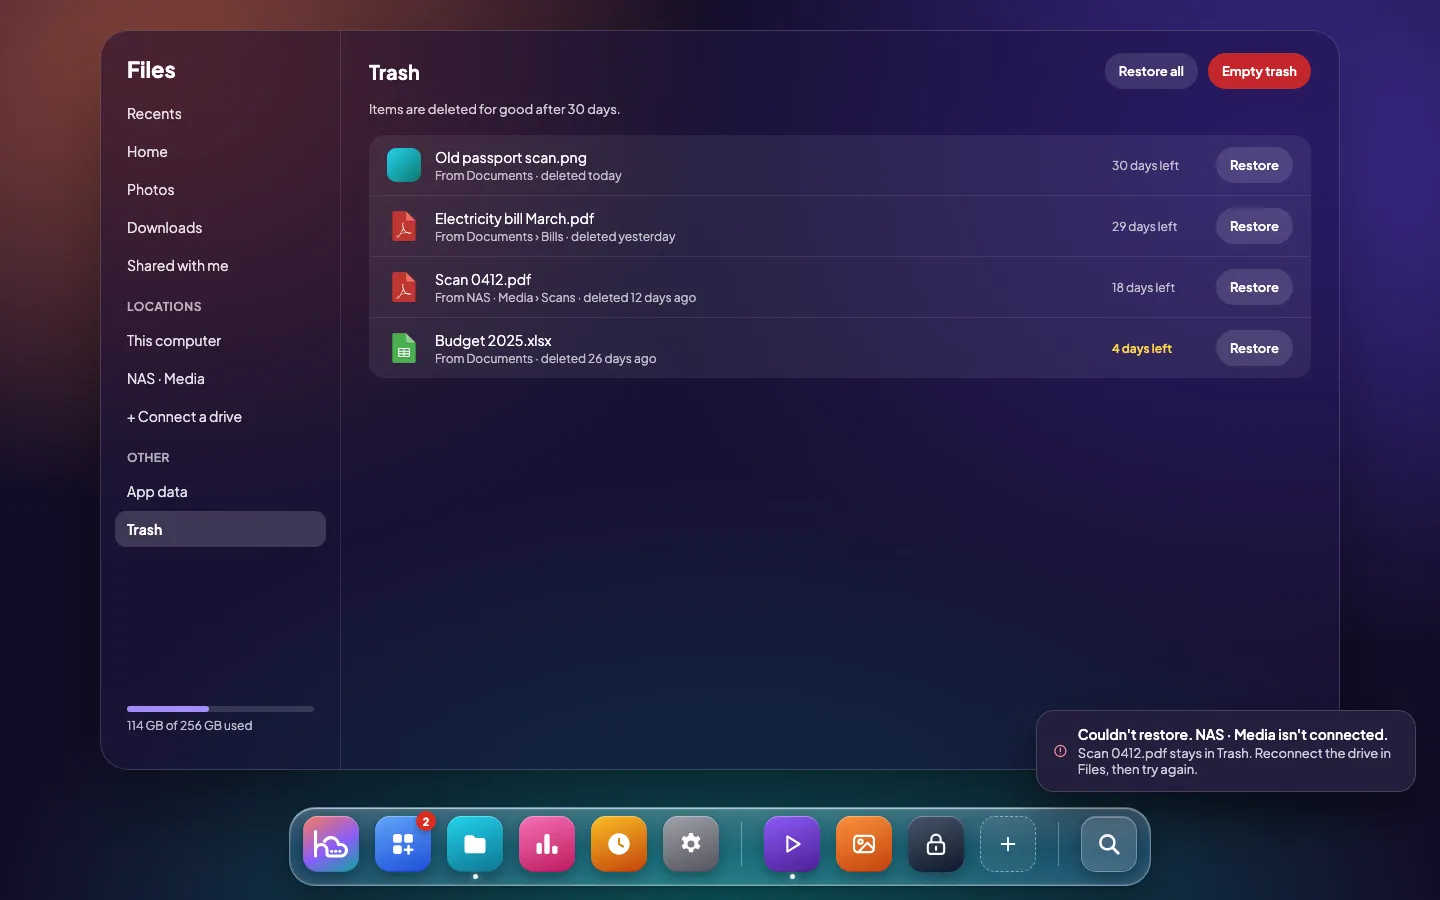 Files
Recents
Home
Photos
Downloads
Shared with me
LOCATIONS
This computer
NAS · Media
+ Connect a drive
OTHER
App data
Trash
114 GB of 256 GB used
Trash
Restore all
Empty trash
Items are deleted for good after 30 days.
Old passport scan.png
From Documents · deleted today
30 days left
Restore
Electricity bill March.pdf
From Documents › Bills · deleted yesterday
29 days left
Restore
Scan 0412.pdf
From NAS · Media › Scans · deleted 12 days ago
18 days left
Restore
Budget 2025.xlsx
From Documents · deleted 26 days ago
4 days left
Restore
Couldn't restore. NAS · Media isn't connected.
Scan 0412.pdf stays in Trash. Reconnect the drive in
Files, then try again.
2